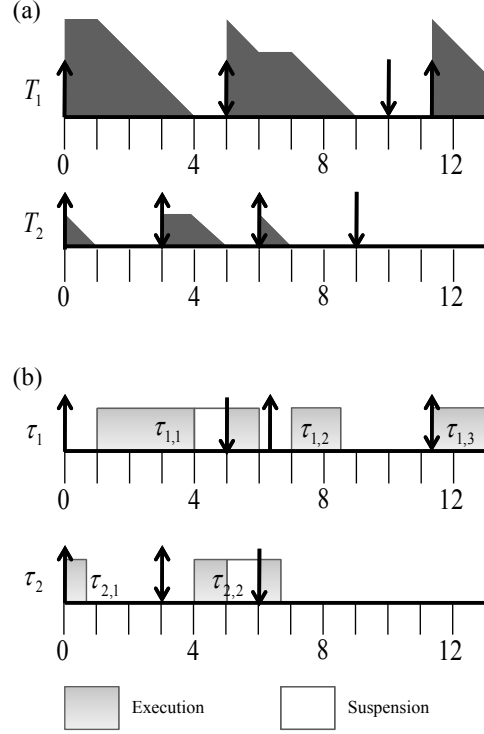 (a)
T₁
0 4 8 12
T₂
0 4 8 12
(b)
τ₁ τ₁,₁ τ₁,₂ τ₁,₃
0 4 8 12
τ₂ τ₂,₁ τ₂,₂
0 4 8 12
Execution Suspension